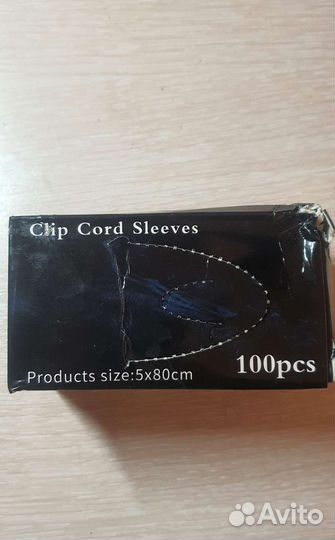 Clip Cord Sleeves
Products size:5x80cm
100pcs
Avito